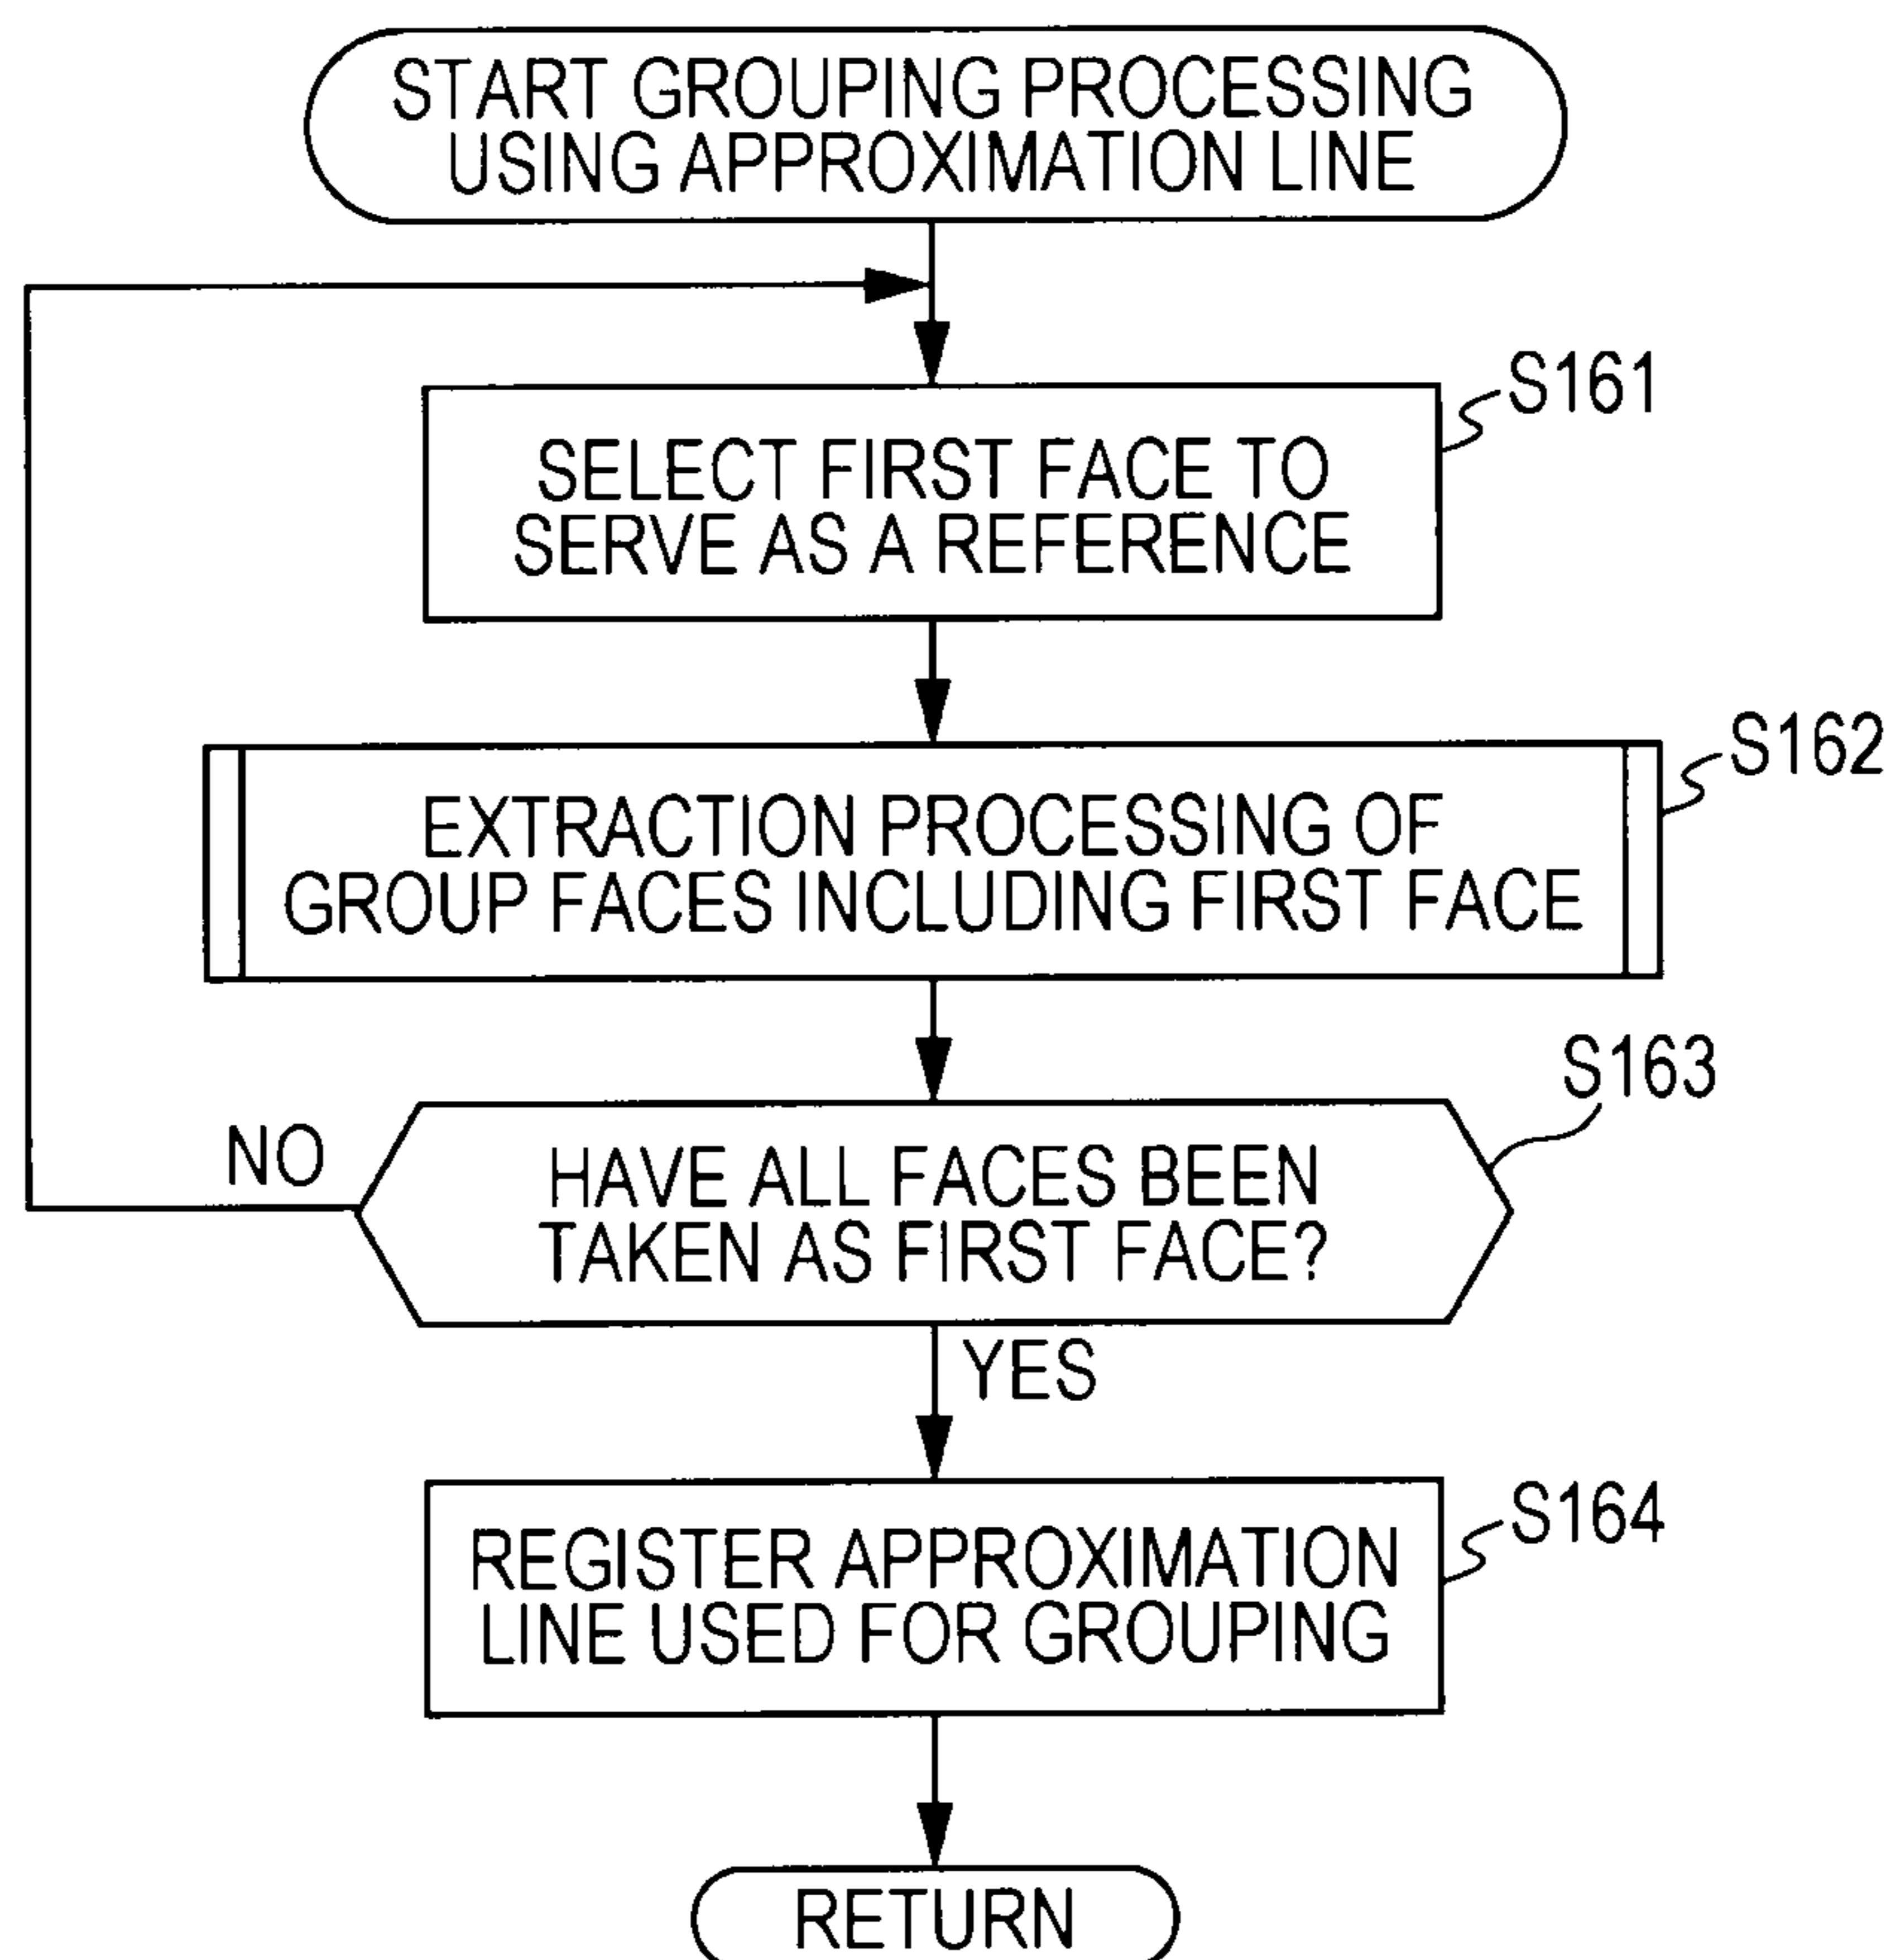 START GROUPING PROCESSING
USING APPROXIMATION LINE
S161
SELECT FIRST FACE TO
SERVE AS A REFERENCE
S162
EXTRACTION PROCESSING OF
GROUP FACES INCLUDING FIRST FACE
S163
NO
HAVE ALL FACES BEEN
TAKEN AS FIRST FACE?
YES
S164
REGISTER APPROXIMATION
LINE USED FOR GROUPING
RETURN